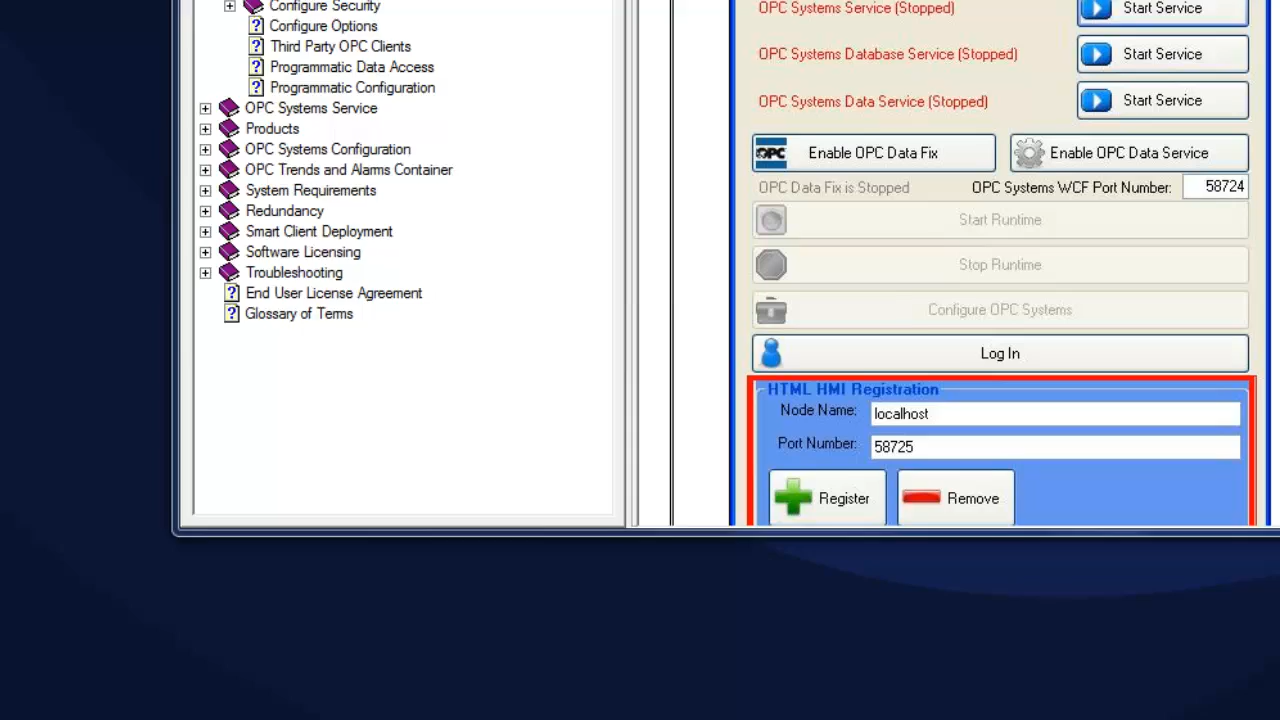 Configure Security
Configure Options
Third Party OPC Clients
Programmatic Data Access
Programmatic Configuration
OPC Systems Service
Products
OPC Systems Configuration
OPC Trends and Alarms Container
System Requirements
Redundancy
Smart Client Deployment
Software Licensing
Troubleshooting
End User License Agreement
Glossary of Terms
OPC Systems Service (Stopped) Start Service
OPC Systems Database Service (Stopped) Start Service
OPC Systems Data Service (Stopped) Start Service
OPC Enable OPC Data Fix Enable OPC Data Service
OPC Data Fix is Stopped OPC Systems WCF Port Number: 58724
Start Runtime
Stop Runtime
Configure OPC Systems
Log In
HTML HMI Registration
Node Name: localhost
Port Number: 58725
Register Remove